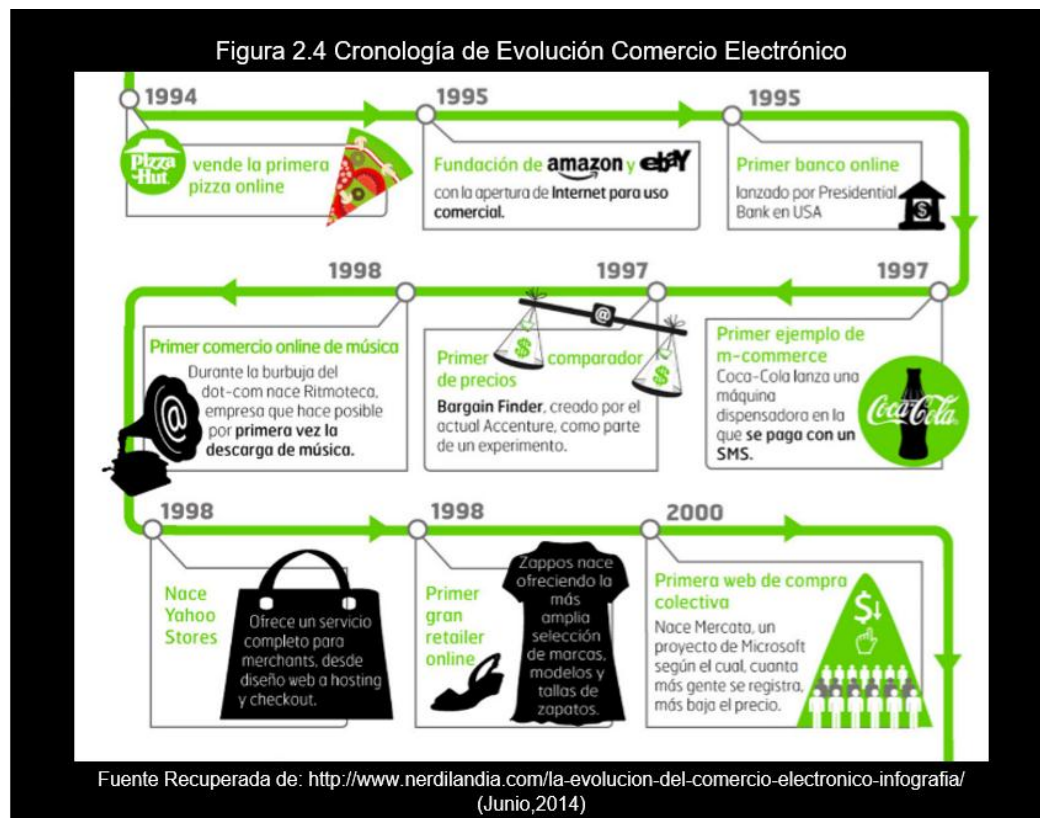 Figura 2.4 Cronología de Evolución Comercio Electrónico
1994
Pizza
Hut
vende la primera
pizza online
1995
Fundación de amazon y ebay
con la apertura de Internet para uso
comercial.
1995
Primer banco online
lanzado por Presidential
Bank en USA
$
1997
Primer ejemplo de
m-commerce
Coca-Cola lanza una
máquina
dispensadora en la
que se paga con un
SMS.
Coca-Cola
1997
@
$
$
Primer comparador
de precios
Bargain Finder, creado por el
actual Accenture, como parte
de un experimento.
1998
Primer comercio online de música
Durante la burbuja del
dot-com nace Ritmoteca,
empresa que hace posible
por primera vez la
descarga de música.
@
1998
Nace
Yahoo
Stores
Ofrece un servicio
completo para
merchants, desde
diseño web a hosting
y checkout.
1998
Primer
gran
retailer
online
Zappos nace
ofreciendo la
más
amplia
selección
de marcas,
modelos y
tallas de
zapatos.
2000
Primera web de compra
colectiva
Nace Mercata, un
proyecto de Microsoft
según el cual, cuanta
más gente se registra,
más baja el precio.
$
Fuente Recuperada de: http://www.nerdilandia.com/la-evolucion-del-comercio-electronico-infografia/
(Junio,2014)